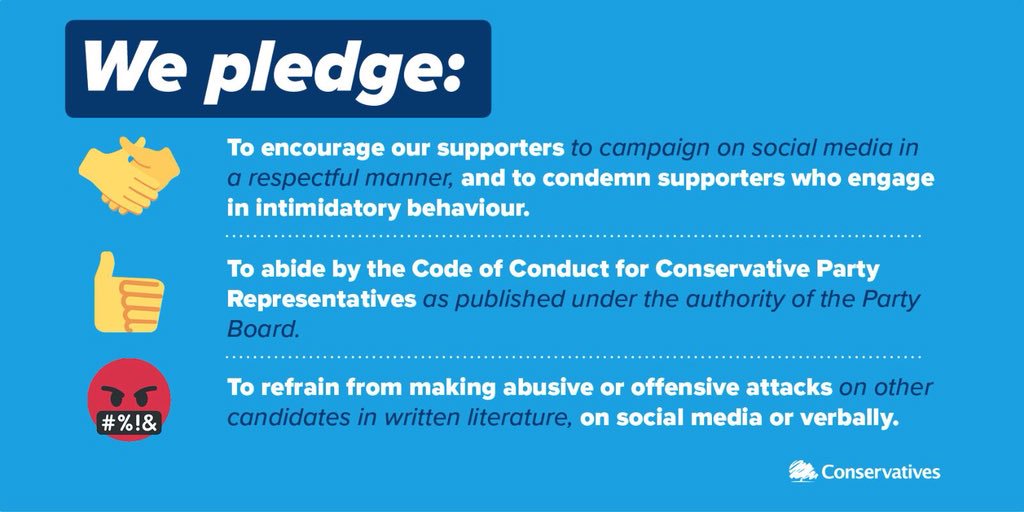 We pledge:
To encourage our supporters to campaign on social media in
a respectful manner, and to condemn supporters who engage
in intimidatory behaviour.
To abide by the Code of Conduct for Conservative Party
Representatives as published under the authority of the Party
Board.
#%!&
To refrain from making abusive or offensive attacks on other
candidates in written literature, on social media or verbally.
Conservatives